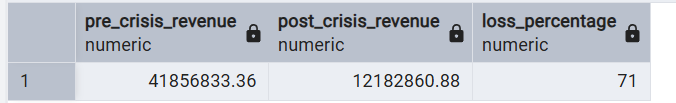 pre_crisis_revenue post_crisis_revenue loss_percentage
numeric numeric numeric
1 41856833.36 12182860.88 71